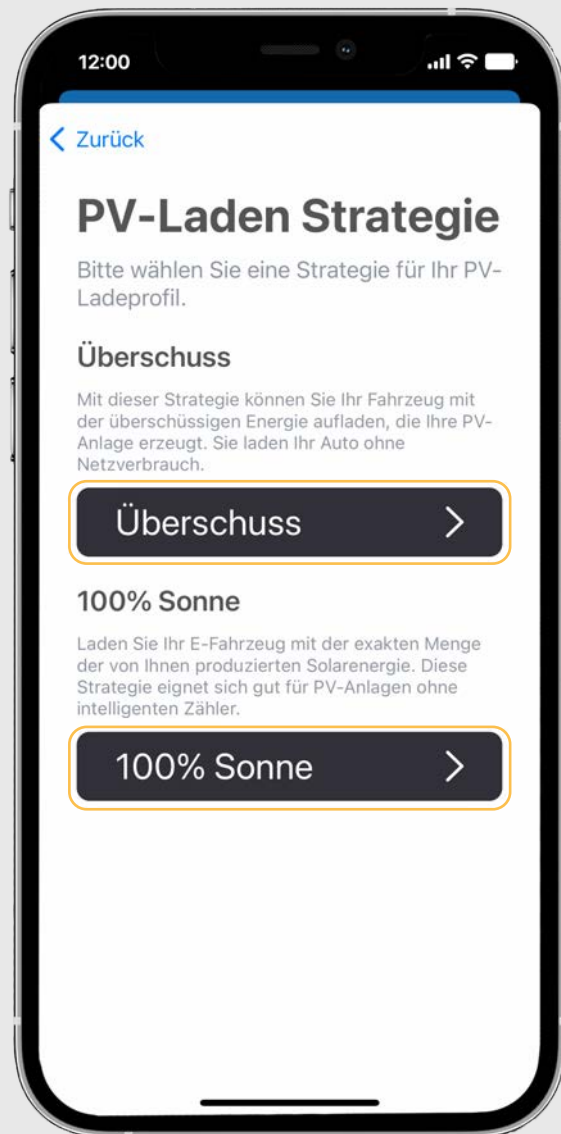 12:00
Zurück
PV-Laden Strategie
Bitte wählen Sie eine Strategie für Ihr PV-
Ladeprofil.
Überschuss
Mit dieser Strategie können Sie Ihr Fahrzeug mit
der überschüssigen Energie aufladen, die Ihre PV-
Anlage erzeugt. Sie laden Ihr Auto ohne
Netzverbrauch.
Überschuss
100% Sonne
Laden Sie Ihr E-Fahrzeug mit der exakten Menge
der von Ihnen produzierten Solarenergie. Diese
Strategie eignet sich gut für PV-Anlagen ohne
intelligenten Zähler.
100% Sonne